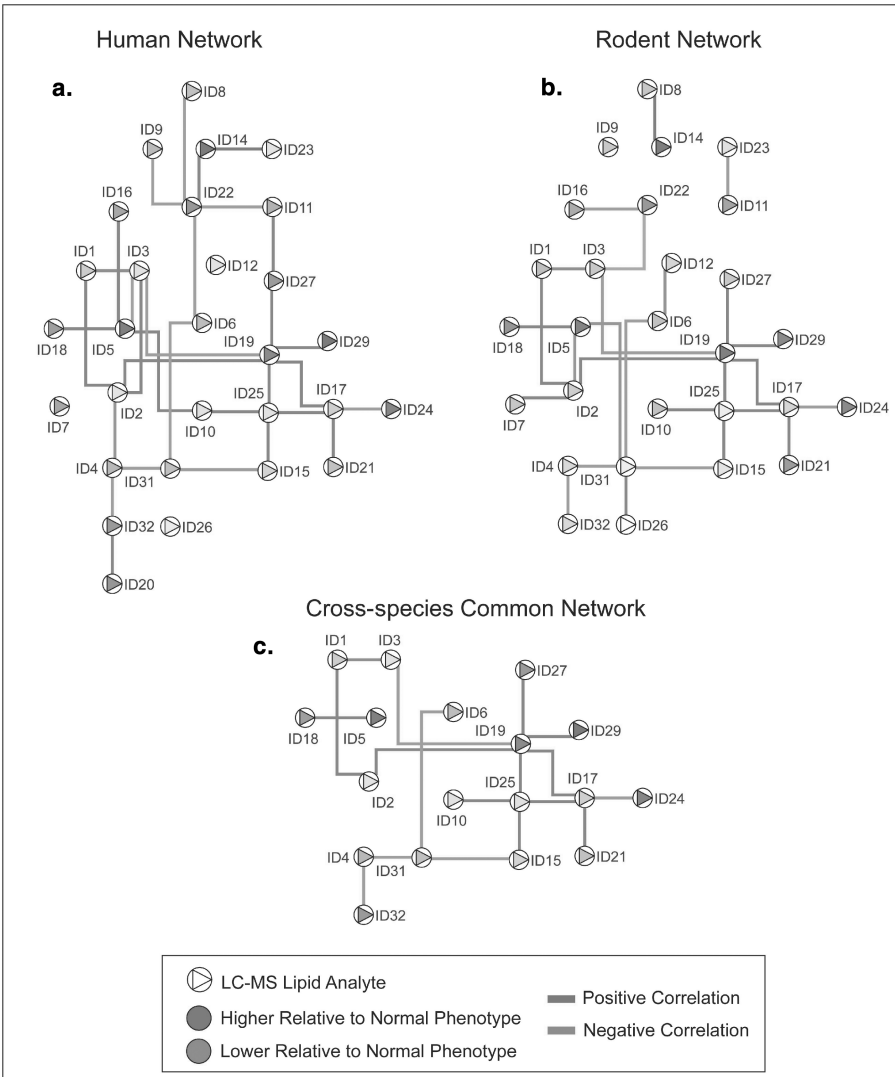 Human Network
Rodent Network
a.
b.
ID8
ID9
ID14
ID23
ID16
ID22
ID11
ID1
ID3
ID12
ID27
ID6
ID18
ID5
ID19
ID29
ID25
ID17
ID2
ID7
ID10
ID24
ID4
ID31
ID15
ID21
ID32
ID26
ID20
ID8
ID9
ID14
ID23
ID16
ID22
ID11
ID1
ID3
ID12
ID27
ID6
ID18
ID5
ID19
ID29
ID25
ID17
ID7
ID2
ID10
ID24
ID4
ID31
ID15
ID21
ID32
ID26
Cross-species Common Network
c.
ID1
ID3
ID27
ID6
ID18
ID5
ID19
ID29
ID25
ID17
ID2
ID10
ID24
ID4
ID31
ID15
ID21
ID32
LC-MS Lipid Analyte
Higher Relative to Normal Phenotype
Lower Relative to Normal Phenotype
Positive Correlation
Negative Correlation